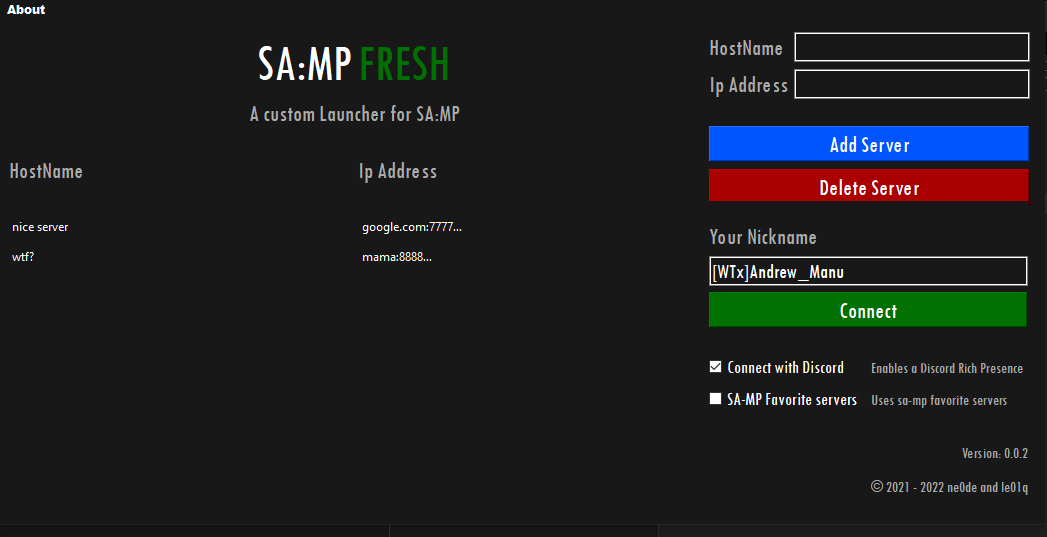 About
SA:MP FRESH
A custom Launcher for SA:MP
HostName Ip Address
nice server google.com:7777...
wtf? mama:8888...
HostName
Ip Address
Add Server
Delete Server
Your Nickname
[WTx]Andrew_Manu
Connect
Connect with Discord Enables a Discord Rich Presence
SA-MP Favorite servers Uses sa-mp favorite servers
Version: 0.0.2
© 2021 - 2022 ne0de and le01q